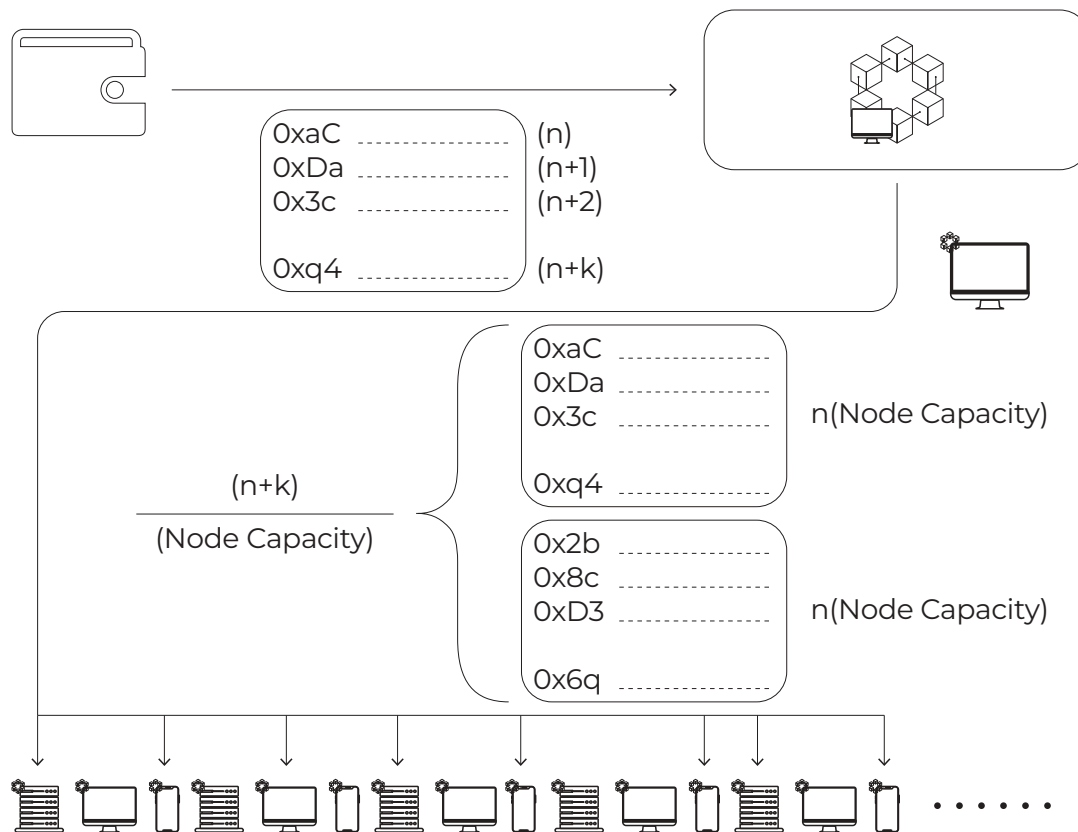 0xaC (n)
0xDa (n+1)
0x3c (n+2)
0xq4 (n+k)
0xaC
0xDa
0x3c
0xq4
n(Node Capacity)
(n+k)
(Node Capacity)
0x2b
0x8c
0xD3
0x6q
n(Node Capacity)